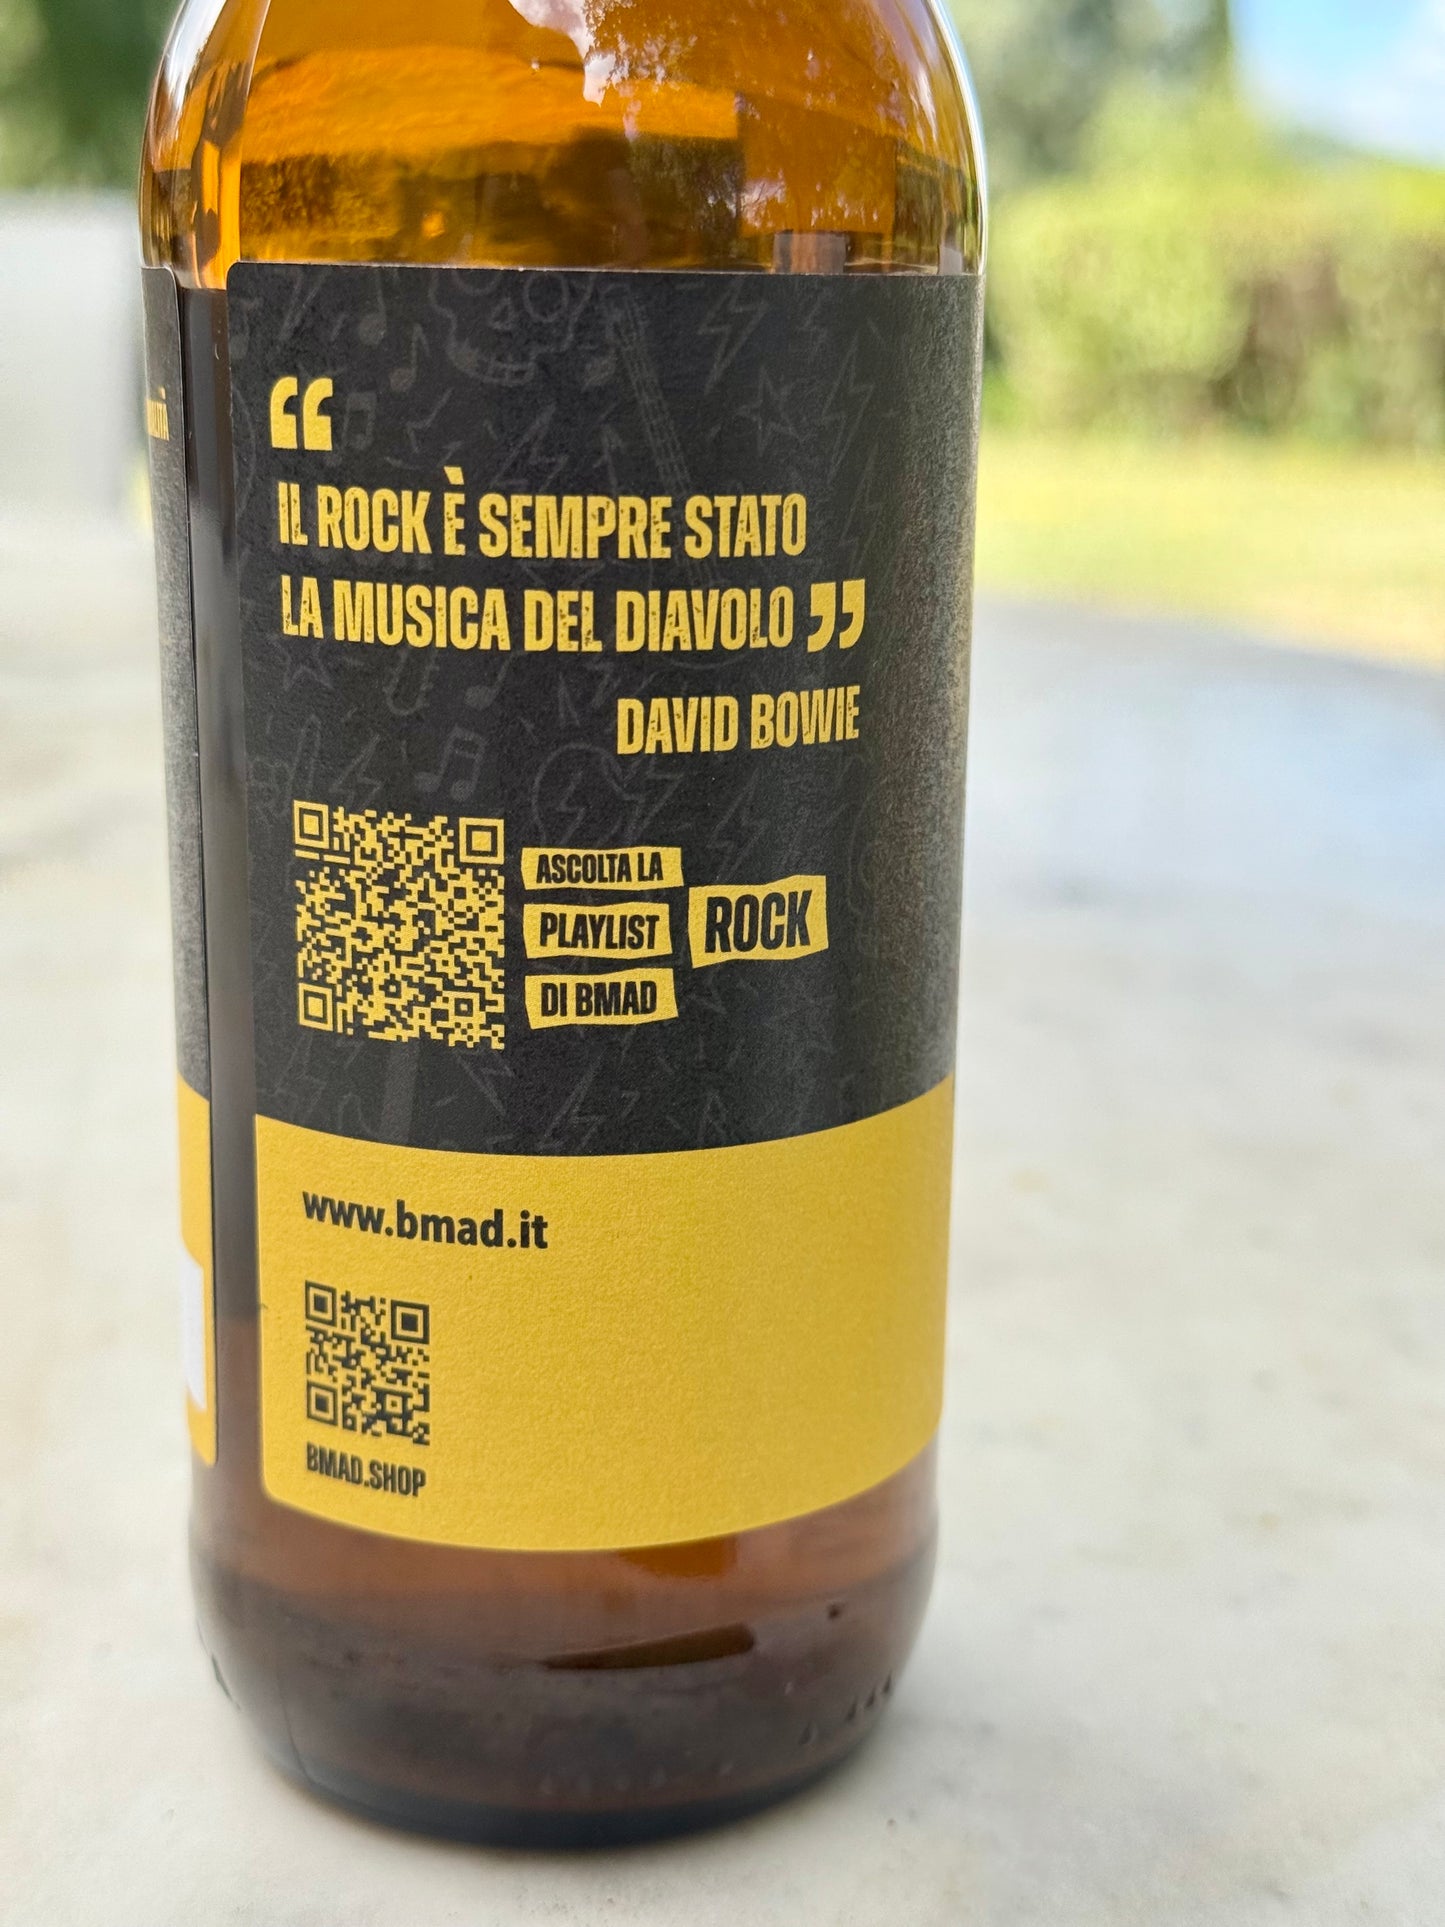 “
IL ROCK È SEMPRE STATO
LA MUSICA DEL DIAVOLO ”
DAVID BOWIE
ASCOLTA LA
PLAYLIST ROCK
DI BMAD
www.bmad.it
BMAD.SHOP